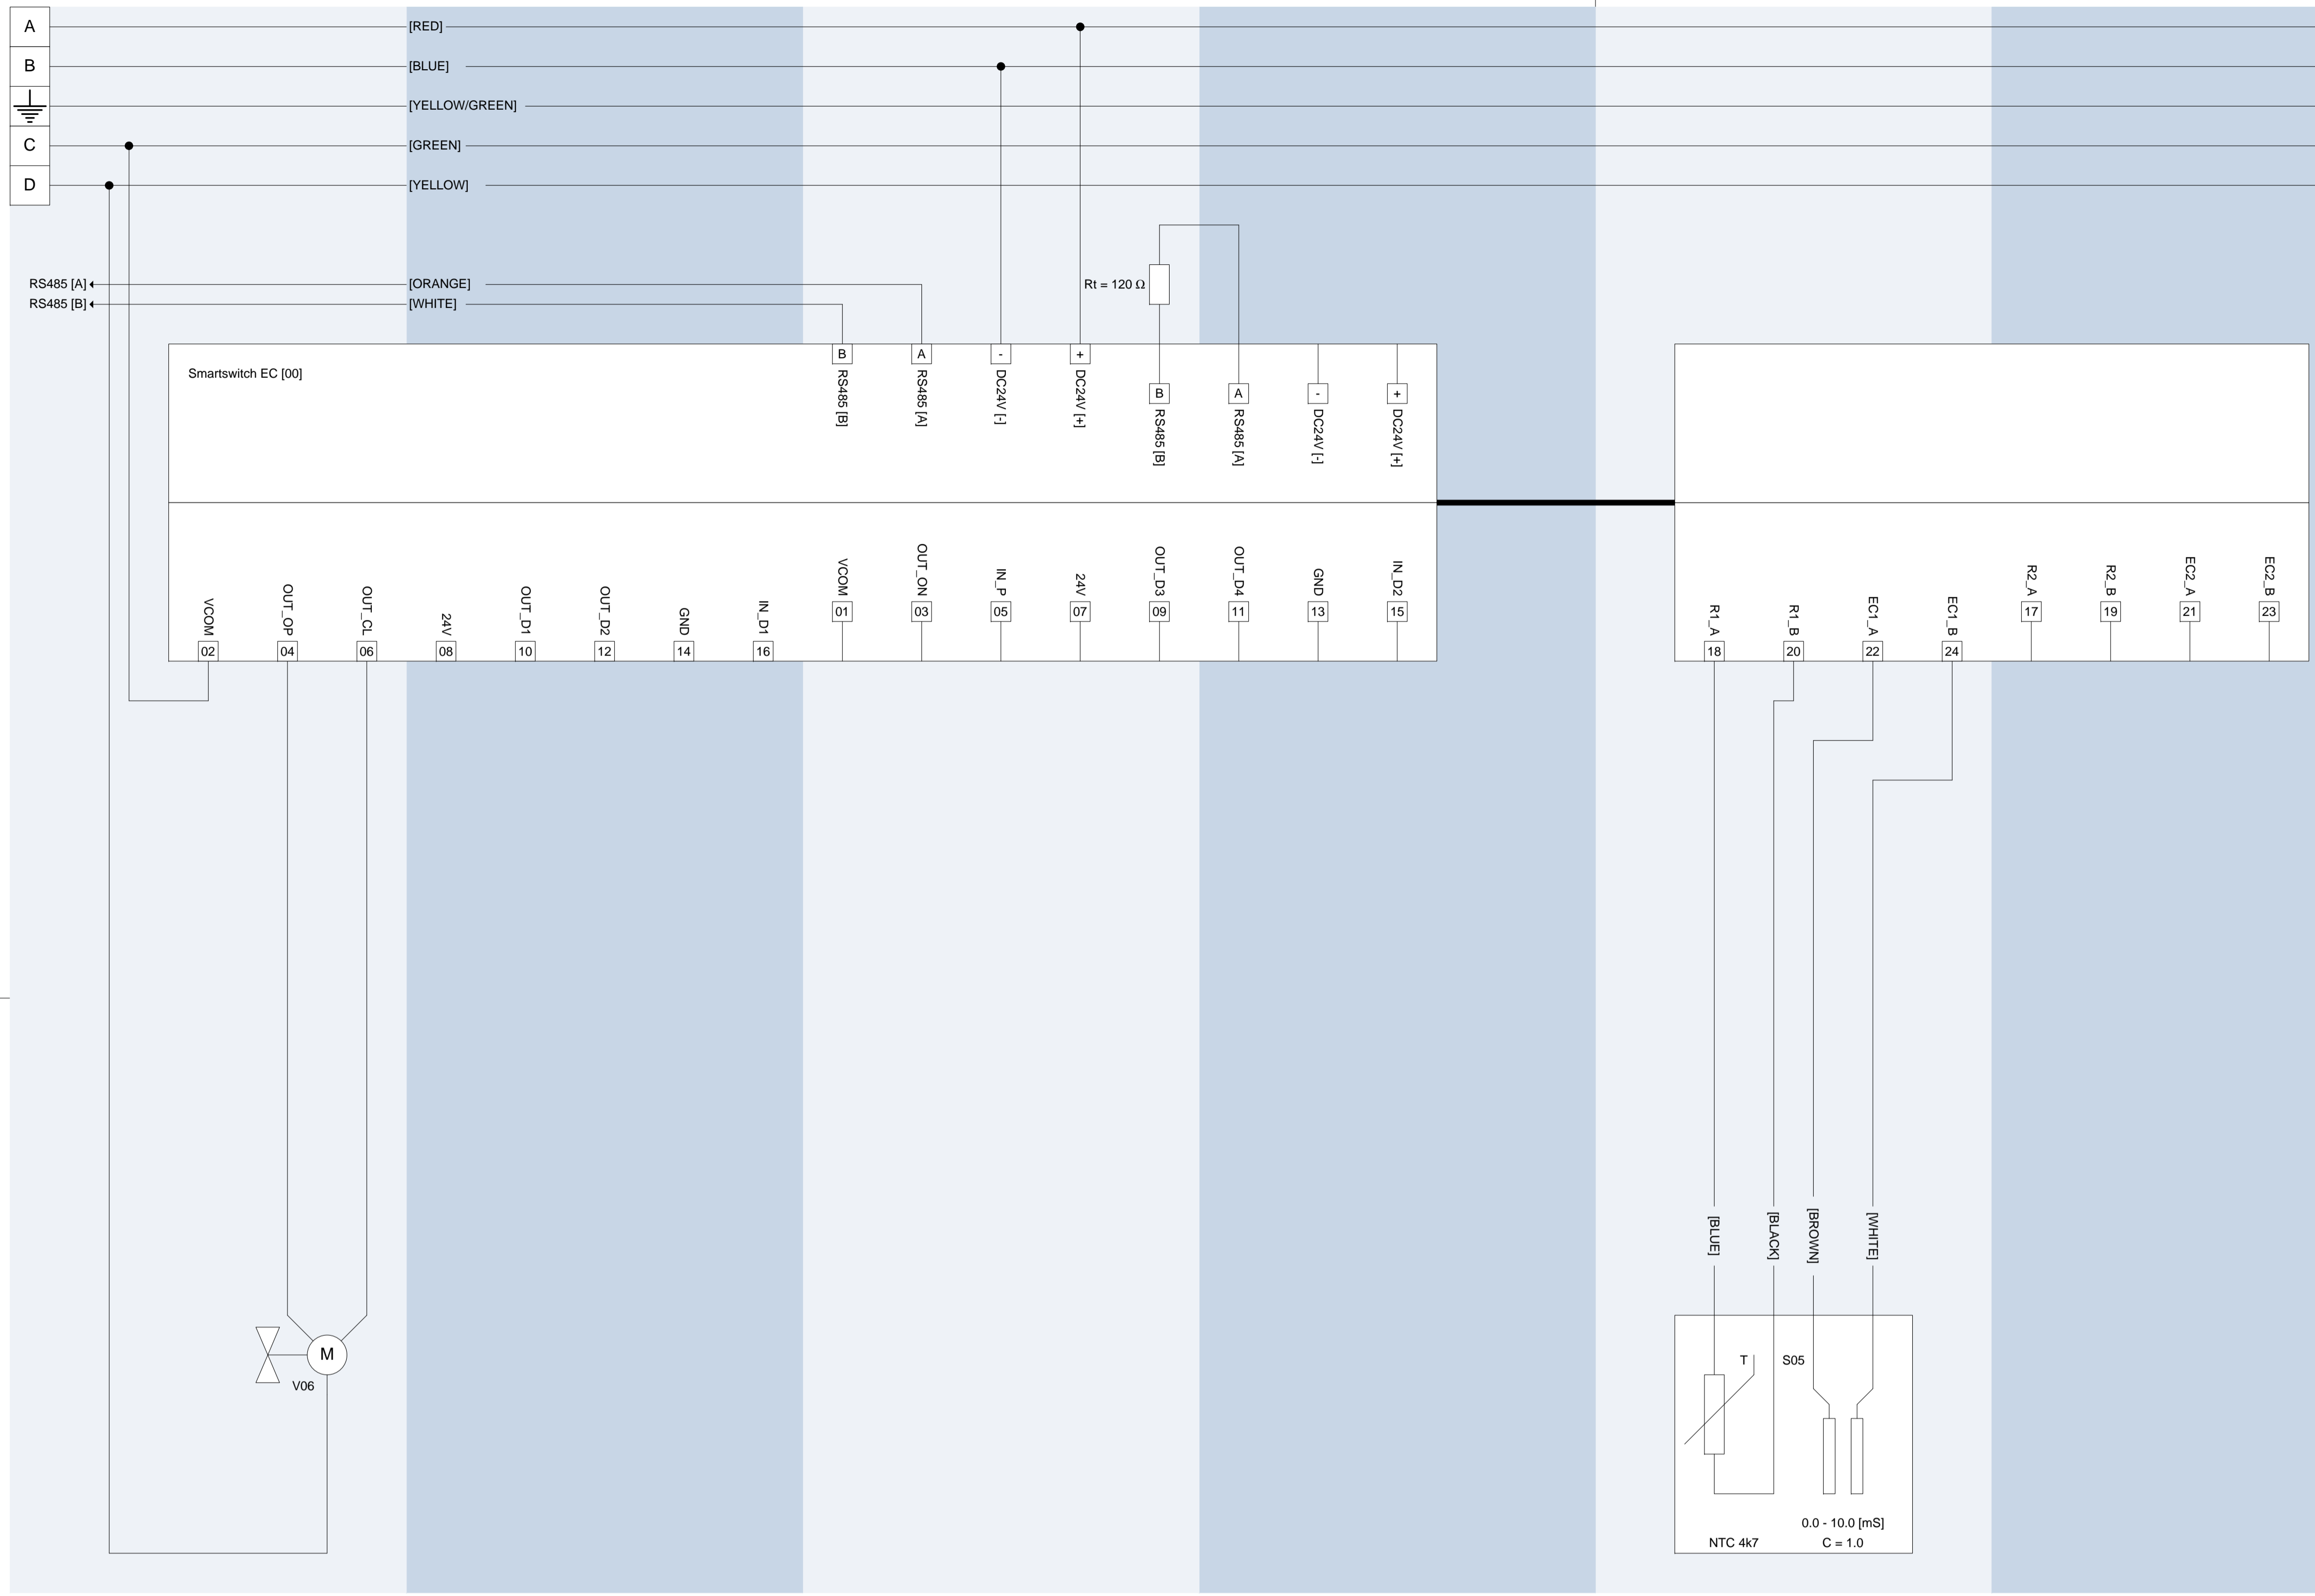 A
[RED]
B
[BLUE]
[YELLOW/GREEN]
C
[GREEN]
D
[YELLOW]
RS485 [A]
[ORANGE]
Rt = 120 Ω
RS485 [B]
[WHITE]
Smartswitch EC [00]
B
RS485 [B]
A
RS485 [A]
-
DC24V [-]
+
DC24V [+]
B
RS485 [B]
A
RS485 [A]
-
DC24V [-]
+
DC24V [+]
VCOM
02
OUT_OP
04
OUT_CL
06
24V
08
OUT_D1
10
OUT_D2
12
GND
14
IN_D1
16
VCOM
01
OUT_ON
03
IN_P
05
24V
07
OUT_D3
09
OUT_D4
11
GND
13
IN_D2
15
R1_A
18
R1_B
20
EC1_A
22
EC1_B
24
R2_A
17
R2_B
19
EC2_A
21
EC2_B
23
[BLUE]
[BLACK]
[BROWN]
[WHITE]
M
V06
T
S05
0.0 - 10.0 [mS]
NTC 4k7
C = 1.0